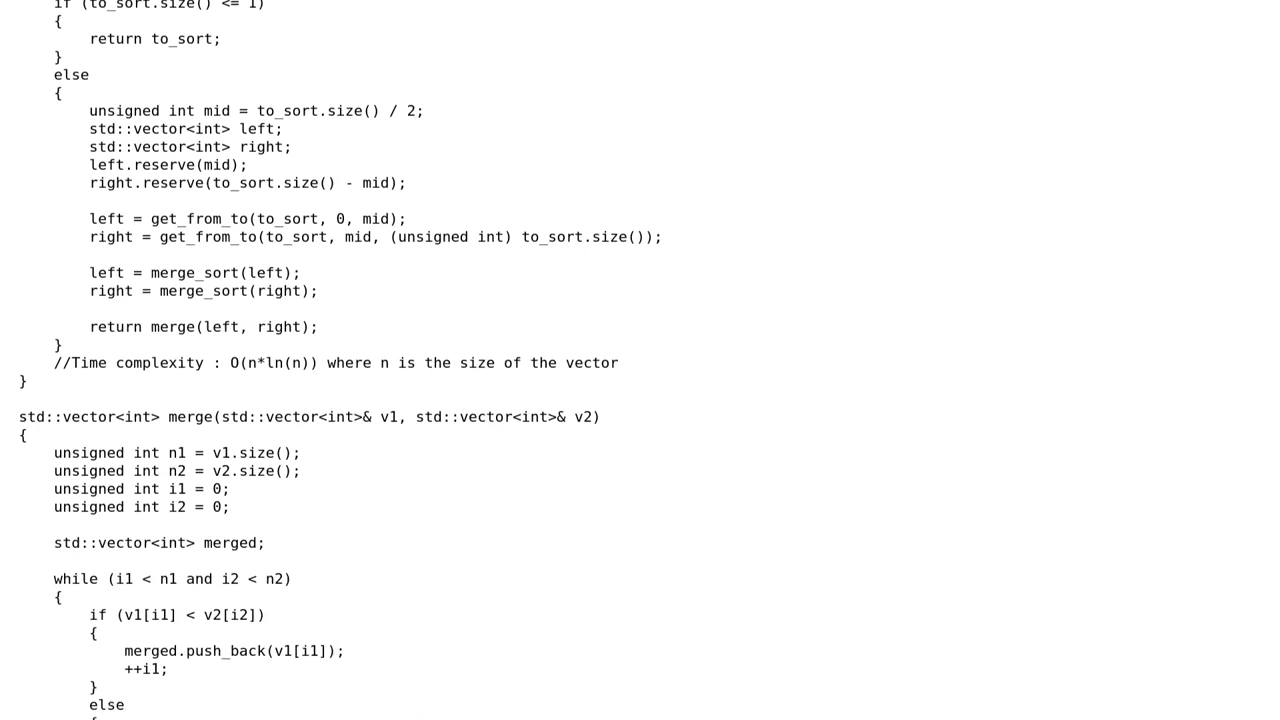 if (to_sort.size() <= 1)
    {
        return to_sort;
    }
    else
    {
        unsigned int mid = to_sort.size() / 2;
        std::vector<int> left;
        std::vector<int> right;
        left.reserve(mid);
        right.reserve(to_sort.size() - mid);

        left = get_from_to(to_sort, 0, mid);
        right = get_from_to(to_sort, mid, (unsigned int) to_sort.size());

        left = merge_sort(left);
        right = merge_sort(right);

        return merge(left, right);
    }
    //Time complexity : O(n*ln(n)) where n is the size of the vector
}

std::vector<int> merge(std::vector<int>& v1, std::vector<int>& v2)
{
    unsigned int n1 = v1.size();
    unsigned int n2 = v2.size();
    unsigned int i1 = 0;
    unsigned int i2 = 0;

    std::vector<int> merged;

    while (i1 < n1 and i2 < n2)
    {
        if (v1[i1] < v2[i2])
        {
            merged.push_back(v1[i1]);
            ++i1;
        }
        else
        {